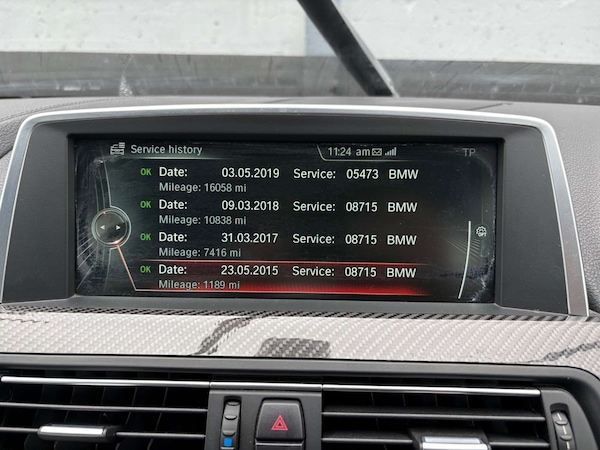 Service history 11:24 am TP
OK Date: 03.05.2019 Service: 05473 BMW
Mileage: 16058 mi
OK Date: 09.03.2018 Service: 08715 BMW
Mileage: 10838 mi
OK Date: 31.03.2017 Service: 08715 BMW
Mileage: 7416 mi
OK Date: 23.05.2015 Service: 08715 BMW
Mileage: 1189 mi